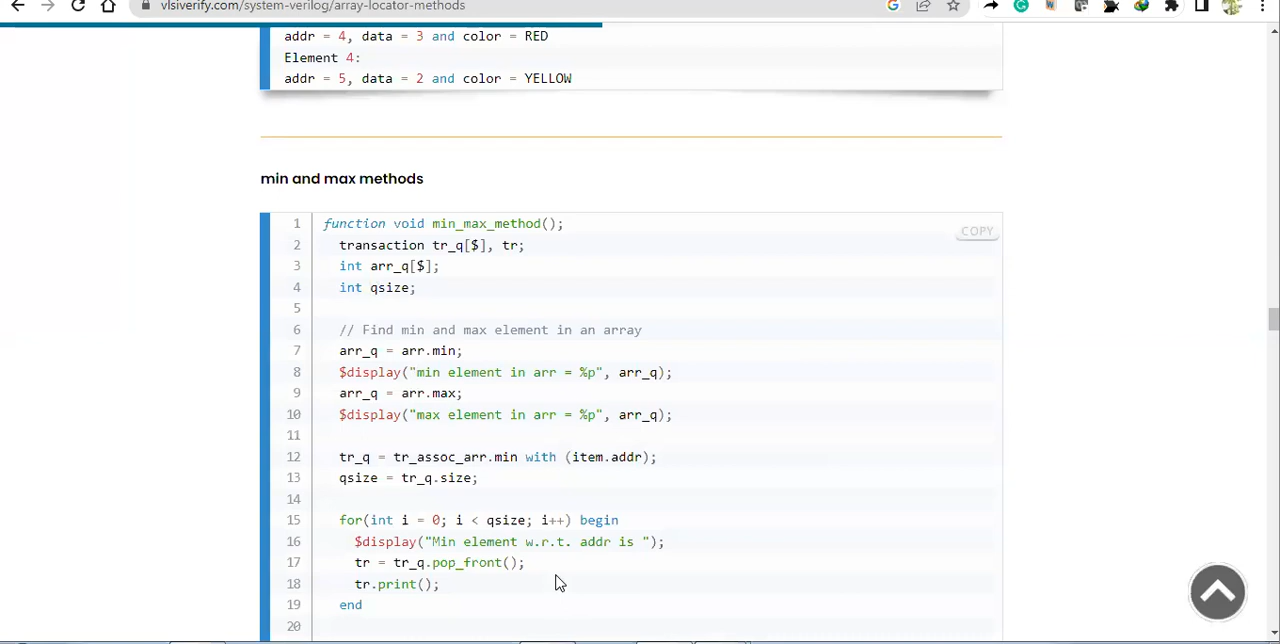 vlsiverify.com/system-verilog/array-locator-methods
addr = 4, data = 3 and color = RED
Element 4:
addr = 5, data = 2 and color = YELLOW
min and max methods
COPY
1 function void min_max_method();
2 transaction tr_q[$], tr;
3 int arr_q[$];
4 int qsize;
5
6 // Find min and max element in an array
7 arr_q = arr.min;
8 $display("min element in arr = %p", arr_q);
9 arr_q = arr.max;
10 $display("max element in arr = %p", arr_q);
11
12 tr_q = tr_assoc_arr.min with (item.addr);
13 qsize = tr_q.size;
14
15 for(int i = 0; i < qsize; i++) begin
16 $display("Min element w.r.t. addr is ");
17 tr = tr_q.pop_front();
18 tr.print();
19 end
20